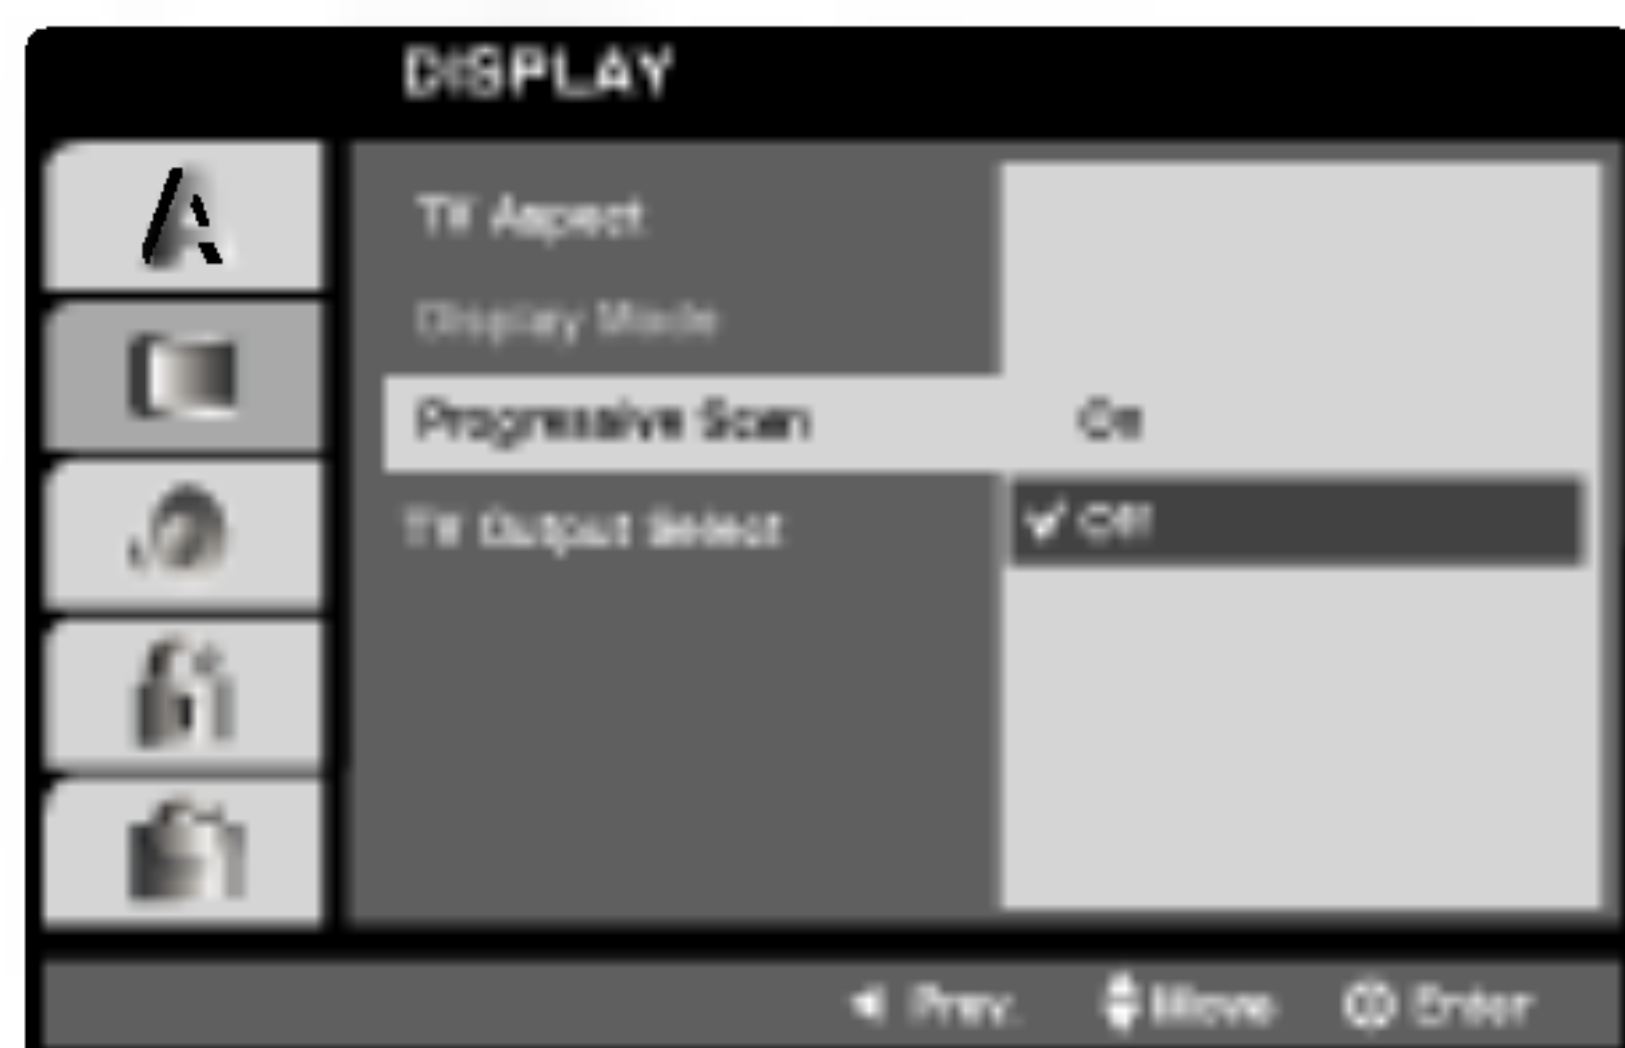 DISPLAY
A
TV Aspect
Display Mode
Progressive Scan On
TV Output Select ✓ Off
◀ Prev. Move Enter